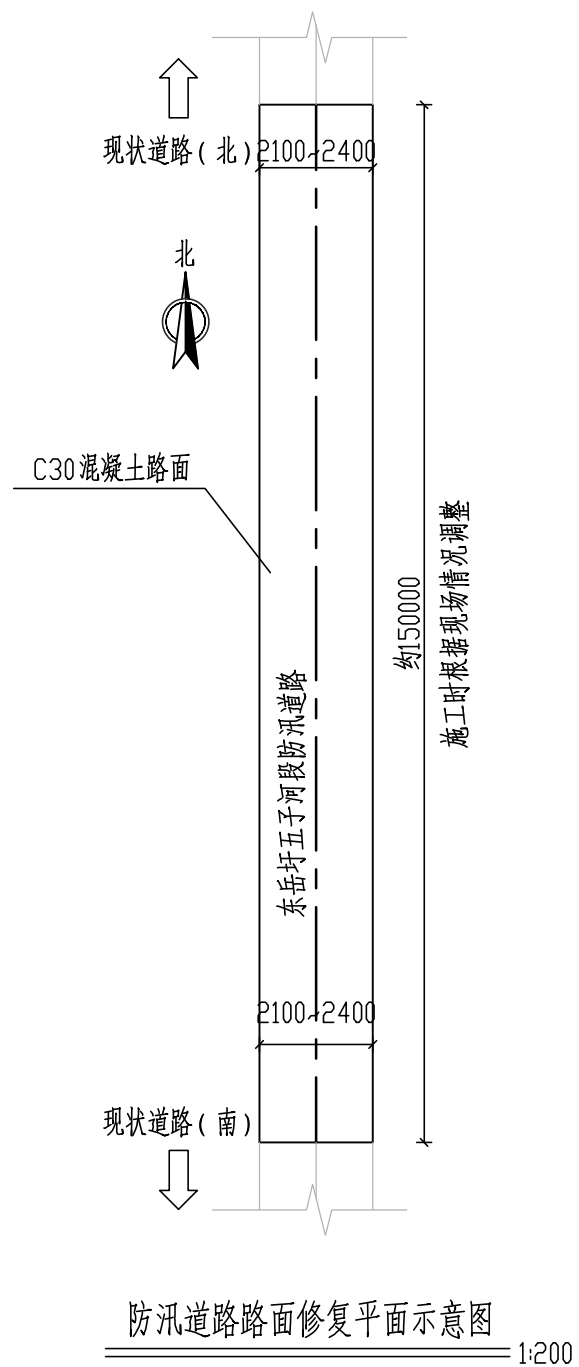 现状道路(北)
2100~2400
北
C30混凝土路面
约150000
施工时根据现场情况调整
东岳圩五子河段防汛道路
2100~2400
现状道路(南)
防汛道路路面修复平面示意图
1:200